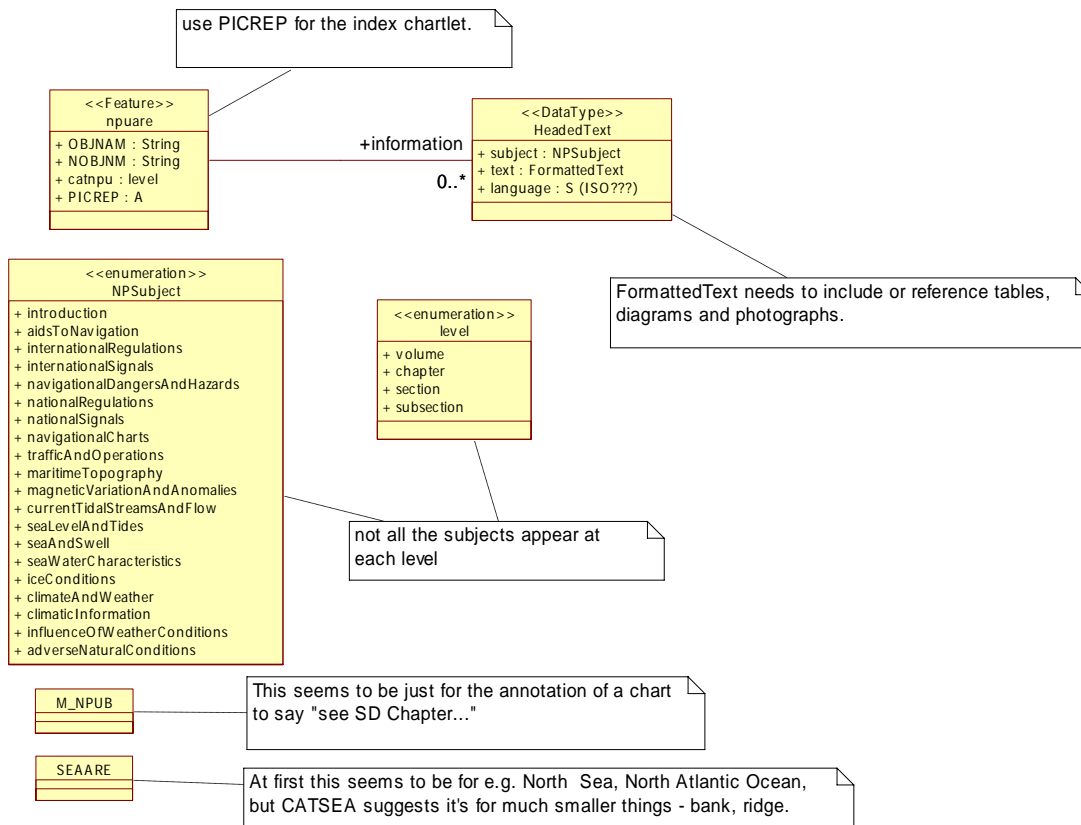 use PICREP for the index chartlet.
<<Feature>>
npuare
+ OBJNAM : String
+ NOBJNM : String
+ catnpu : level
+ PICREP : A
+information
0..*
<<DataType>>
HeadedText
+ subject : NPSubject
+ text : FormattedText
+ language : S (ISO???)
FormattedText needs to include or reference tables,
diagrams and photographs.
<<enumeration>>
NPSubject
+ introduction
+ aidsToNavigation
+ internationalRegulations
+ internationalSignals
+ navigationalDangersAndHazards
+ nationalRegulations
+ nationalSignals
+ navigationalCharts
+ trafficAndOperations
+ maritimeTopography
+ magneticVariationAndAnomalies
+ currentTidalStreamsAndFlow
+ seaLevelAndTides
+ seaAndSwell
+ seaWaterCharacteristics
+ iceConditions
+ climateAndWeather
+ climaticInformation
+ influenceOfWeatherConditions
+ adverseNaturalConditions
<<enumeration>>
level
+ volume
+ chapter
+ section
+ subsection
not all the subjects appear at
each level
M_NPUB
This seems to be just for the annotation of a chart
to say "see SD Chapter..."
SEAARE
At first this seems to be for e.g. North Sea, North Atlantic Ocean,
but CATSEA suggests it's for much smaller things - bank, ridge.